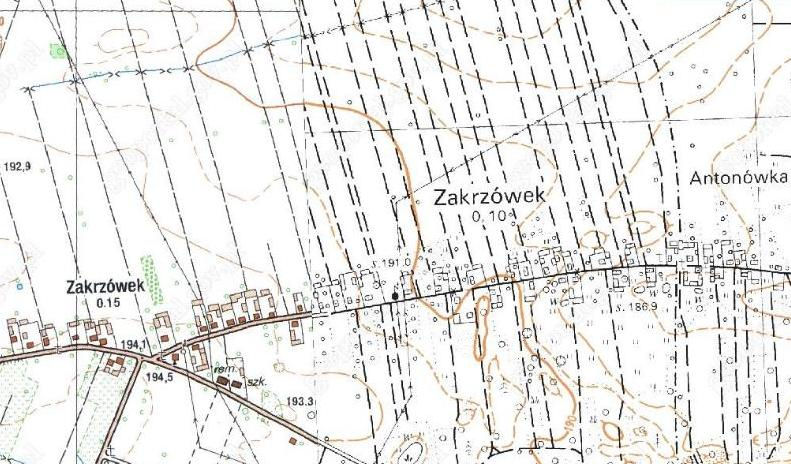 192,9
Zakrzówek
0.10
Antonówka
191.0
Zakrzówek
0.15
186.9
194,1
194,5
rem.
szk.
193.3